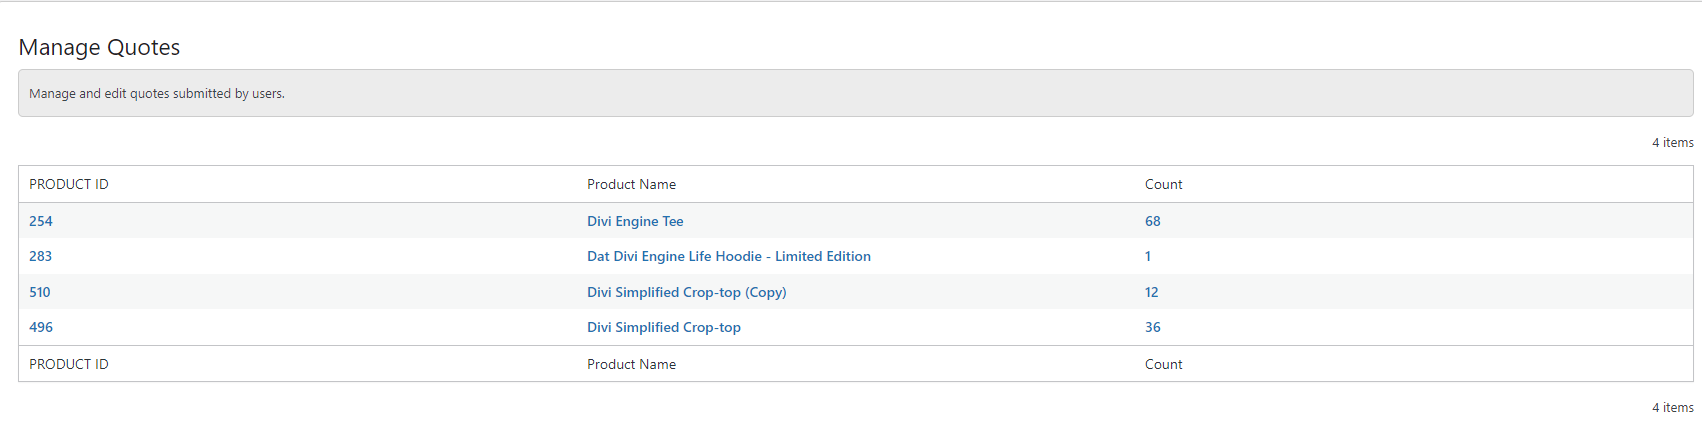 Manage Quotes
Manage and edit quotes submitted by users.
4 items
PRODUCT ID Product Name Count
254 Divi Engine Tee 68
283 Dat Divi Engine Life Hoodie - Limited Edition 1
510 Divi Simplified Crop-top (Copy) 12
496 Divi Simplified Crop-top 36
PRODUCT ID Product Name Count
4 items